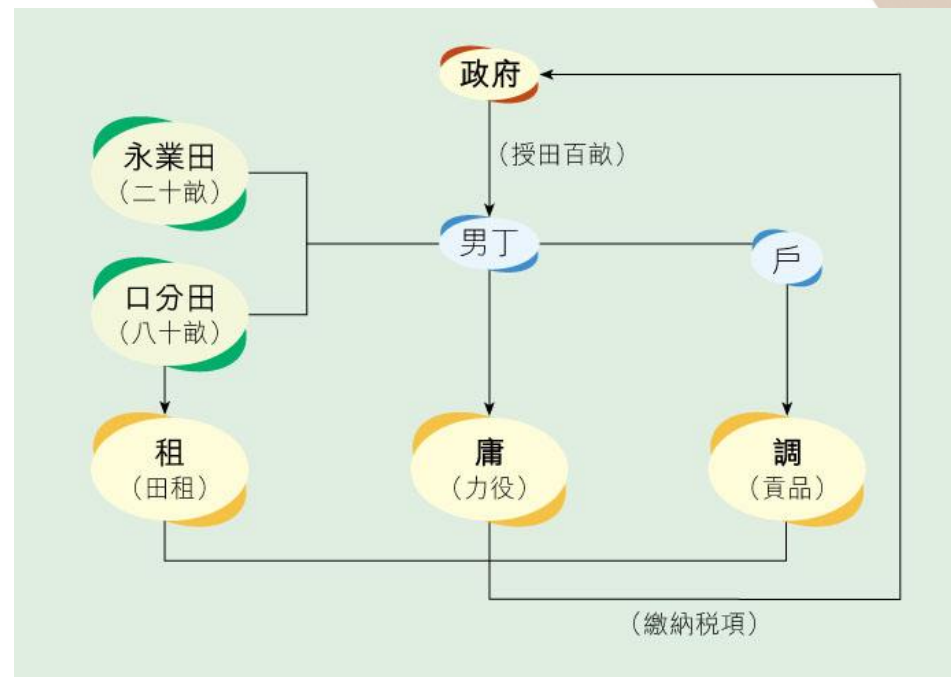 政府
（授田百畝）
永業田
（二十畝）
男丁
戶
口分田
（八十畝）
租
（田租）
庸
（力役）
調
（貢品）
（繳納税項）